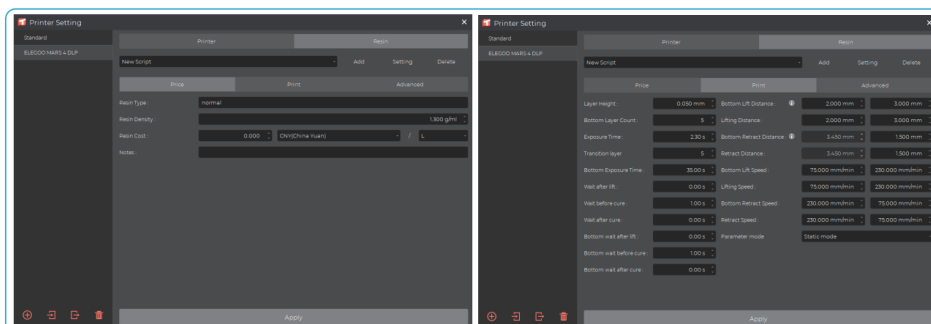 Printer Setting
Standard
ELEGOO MARS 4 DLP
Printer Resin
New Script Add Setting Delete
Price Print Advanced
Resin Type : normal
Resin Density : 1.300 g/ml
Resin Cost : 0.000 CNY(China Yuan) / L
Notes :
Apply
Printer Setting
Standard
ELEGOO MARS 4 DLP
Printer Resin
New Script Add Setting Delete
Price Print Advanced
Layer Height : 0.050 mm Bottom Lift Distance : 2.000 mm 3.000 mm
Bottom Layer Count : 5 Lifting Distance : 2.000 mm 3.000 mm
Exposure Time : 2.30 s Bottom Retract Distance : 3.450 mm 1.500 mm
Transition layer 5 Retract Distance : 3.450 mm 1.500 mm
Bottom Exposure Time : 35.00 s Bottom Lift Speed : 75.000 mm/min 230.000 mm/min
Wait after lift : 0.00 s Lifting Speed : 75.000 mm/min 230.000 mm/min
Wait before cure : 1.00 s Bottom Retract Speed : 230.000 mm/min 75.000 mm/min
Wait after cure : 0.00 s Retract Speed : 230.000 mm/min 75.000 mm/min
Bottom wait after lift : 0.00 s Parameter mode Static mode
Bottom wait before cure : 1.00 s
Bottom wait after cure : 0.00 s
Apply